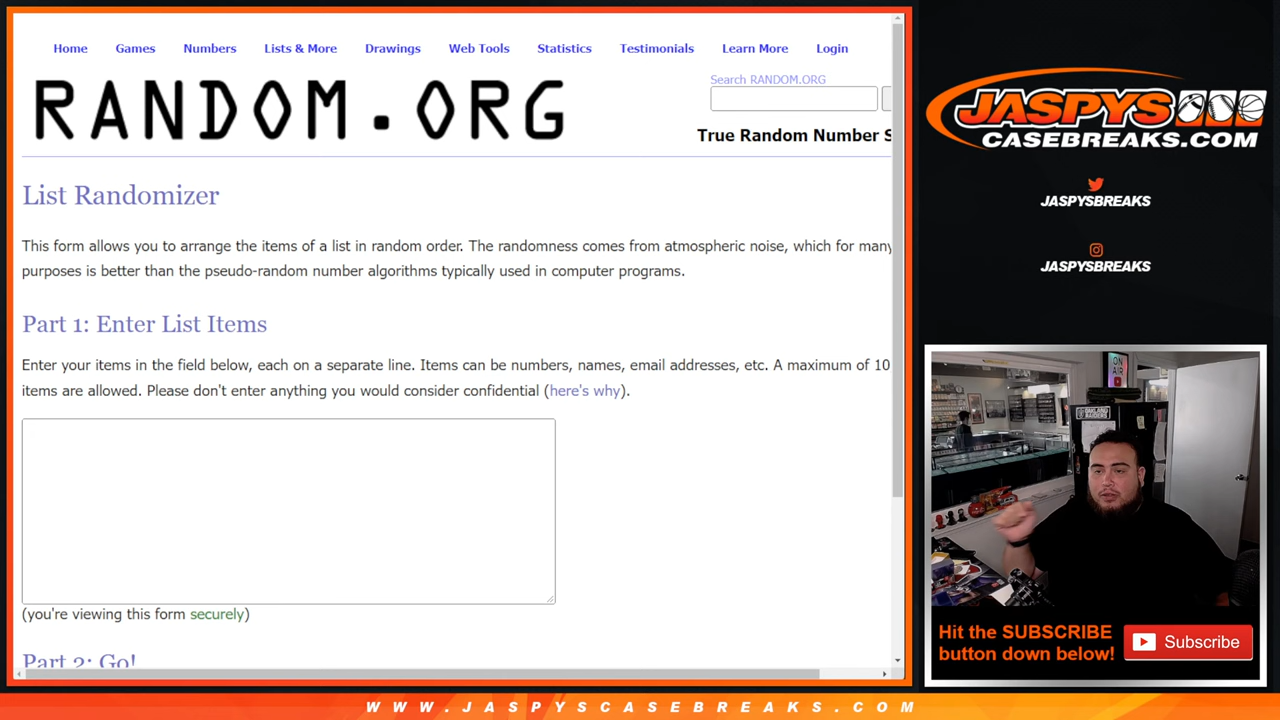 Home Games Numbers Lists & More Drawings Web Tools Statistics Testimonials Learn More Login
RANDOM.ORG
Search RANDOM.ORG
True Random Number S
List Randomizer
This form allows you to arrange the items of a list in random order. The randomness comes from atmospheric noise, which for many
purposes is better than the pseudo-random number algorithms typically used in computer programs.
Part 1: Enter List Items
Enter your items in the field below, each on a separate line. Items can be numbers, names, email addresses, etc. A maximum of 10
items are allowed. Please don't enter anything you would consider confidential (here's why).
(you're viewing this form securely)
Part 2: Go!
JASPYS
CASEBREAKS.COM
JASPYSBREAKS
JASPYSBREAKS
ON
AIR
OAKLAND
RAIDERS
Hit the SUBSCRIBE
button down below!
Subscribe
WWW.JASPYSCASEBREAKS.COM